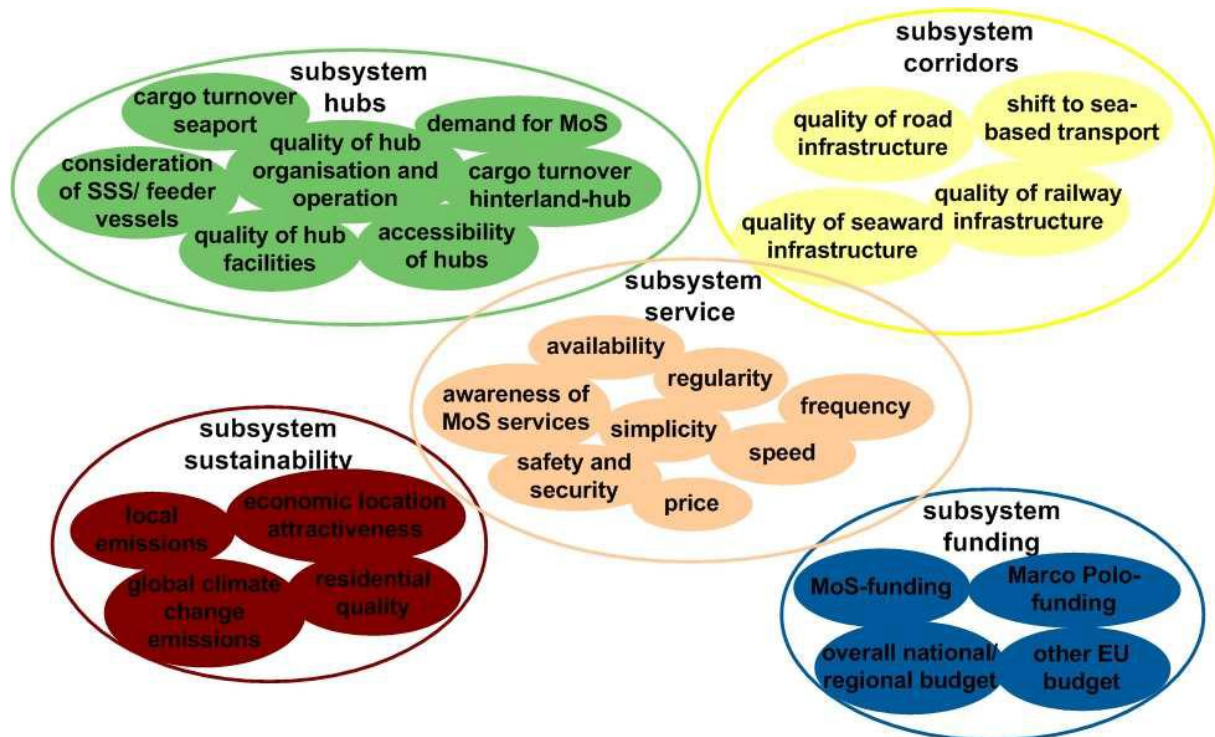 subsystem
hubs
cargo turnover
seaport
demand for MoS
quality of hub
organisation and
operation
consideration
of SSS/ feeder
vessels
cargo turnover
hinterland-hub
quality of hub
facilities
accessibility
of hubs
subsystem
corridors
quality of road
infrastructure
shift to sea-
based transport
quality of seaward
infrastructure
quality of railway
infrastructure
subsystem
service
availability
regularity
frequency
awareness of
MoS services
simplicity
speed
safety and
security
price
subsystem
sustainability
local
emissions
economic location
attractiveness
global climate
change
emissions
residential
quality
subsystem
funding
MoS-funding
Marco Polo-
funding
overall national/
regional budget
other EU
budget